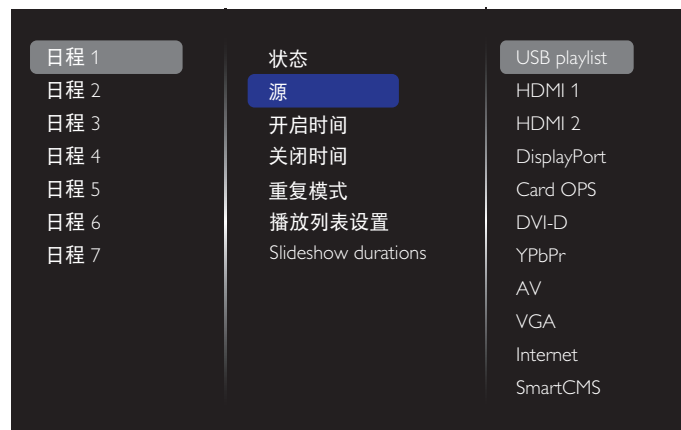 日程 1
日程 2
日程 3
日程 4
日程 5
日程 6
日程 7
状态
源
开启时间
关闭时间
重复模式
播放列表设置
Slideshow durations
USB playlist
HDMI 1
HDMI 2
DisplayPort
Card OPS
DVI-D
YPbPr
AV
VGA
Internet
SmartCMS